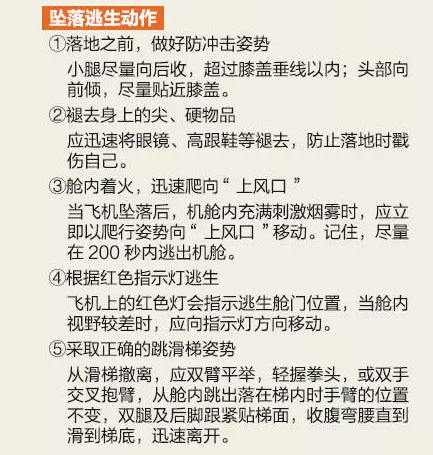 坠落逃生动作
①落地之前，做好防冲击姿势
小腿尽量向后收，超过膝盖垂线以内；头部向
前倾，尽量贴近膝盖。
②褪去身上的尖、硬物品
应迅速将眼镜、高跟鞋等褪去，防止落地时戳
伤自己。
③舱内着火，迅速爬向“上风口”
当飞机坠落后，机舱内充满刺激烟雾时，应立
即以爬行姿势向“上风口”移动。记住，尽量
在 200 秒内逃出机舱。
④根据红色指示灯逃生
飞机上的红色灯会指示逃生舱门位置，当舱内
视野较差时，应向指示灯方向移动。
⑤采取正确的跳滑梯姿势
从滑梯撤离，应双臂平举，轻握拳头，或双手
交叉抱臂，从舱内跳出落在梯内时手臂的位置
不变，双腿及后脚跟紧贴梯面，收腹弯腰直到
滑到梯底，迅速离开。